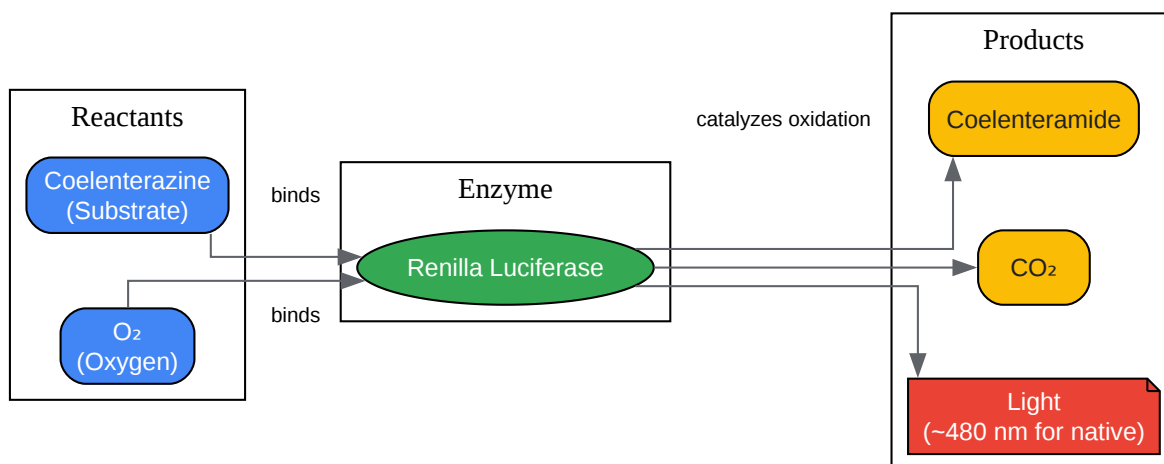 Reactants
Coelenterazine
(Substrate)
O₂
(Oxygen)
binds
binds
Enzyme
Renilla Luciferase
catalyzes oxidation
Products
Coelenteramide
CO₂
Light
(~480 nm for native)